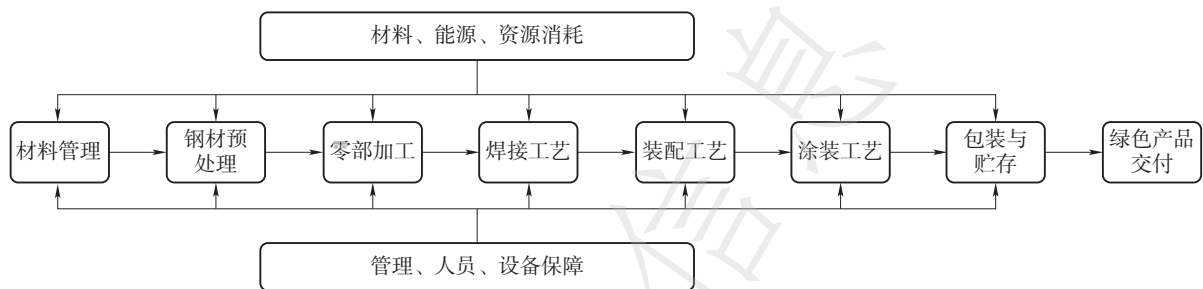 材料、能源、资源消耗
材料管理
钢材预
处理
零部加工
焊接工艺
装配工艺
涂装工艺
包装与
贮存
绿色产品
交付
管理、人员、设备保障